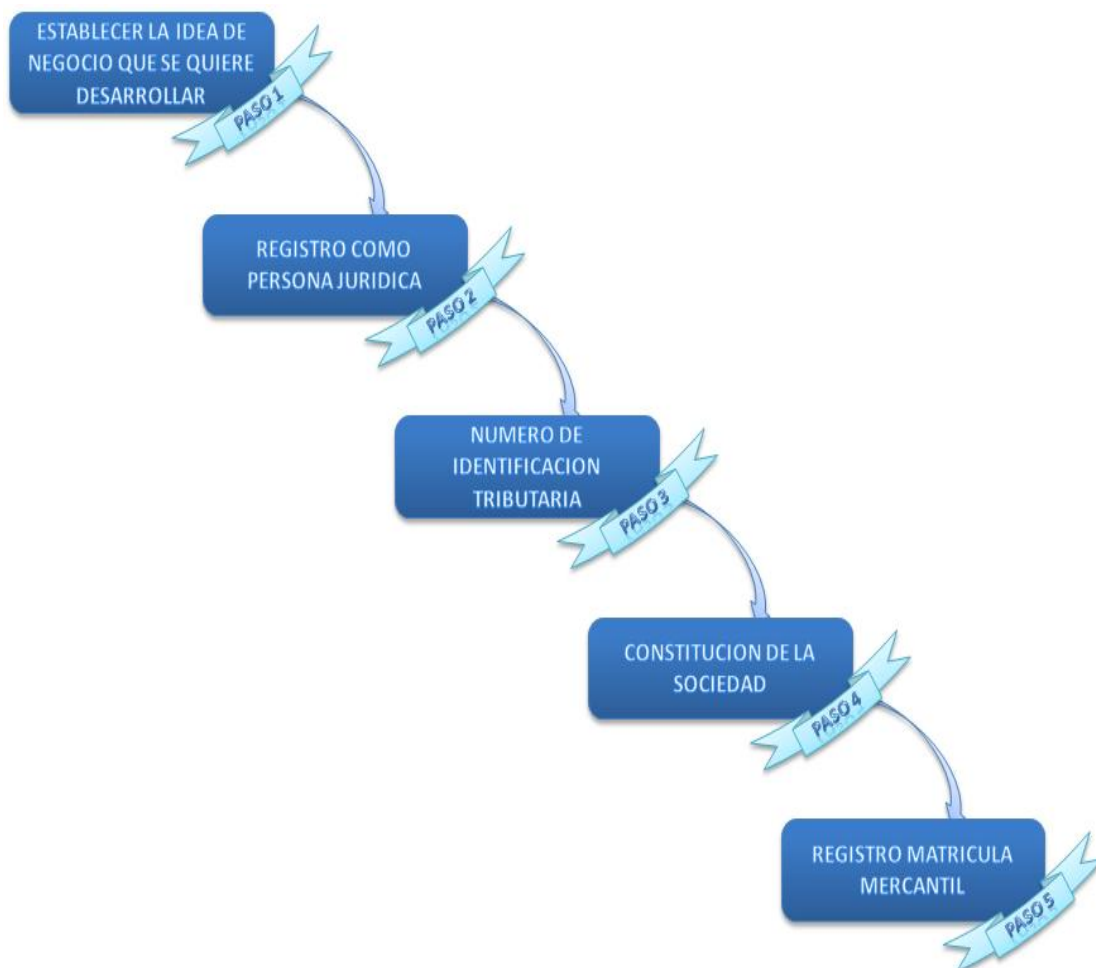 ESTABLECER LA IDEA DE
NEGOCIO QUE SE QUIERE
DESARROLLAR
PASO 1
REGISTRO COMO
PERSONA JURIDICA
PASO 2
NUMERO DE
IDENTIFICACION
TRIBUTARIA
PASO 3
CONSTITUCION DE LA
SOCIEDAD
PASO 4
REGISTRO MATRICULA
MERCANTIL
PASO 5